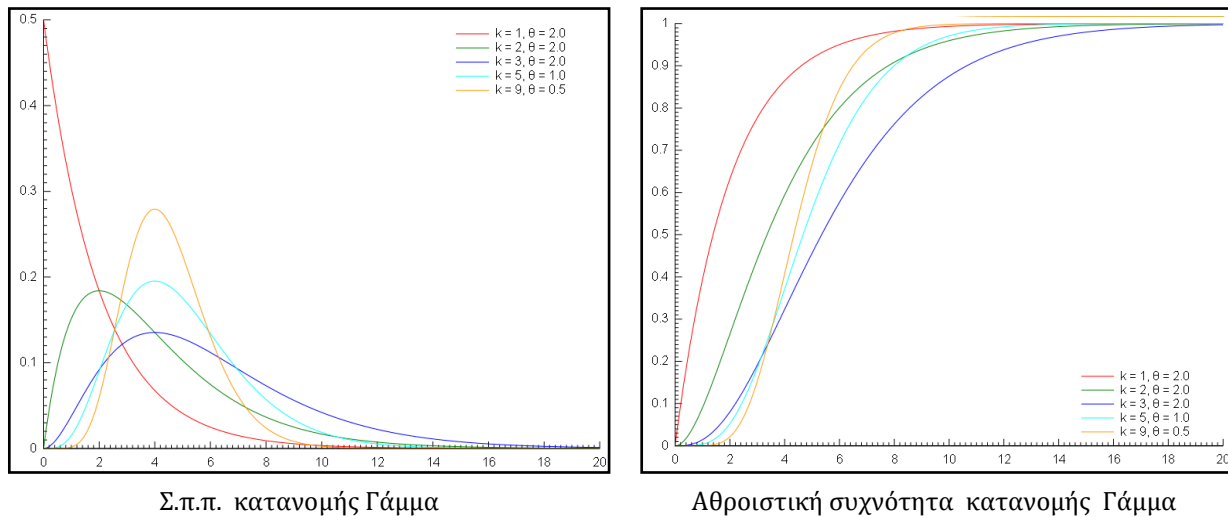 0.5
0.4
0.3
0.2
0.1
0
0 2 4 6 8 10 12 14 16 18 20
k = 1, θ = 2.0
k = 2, θ = 2.0
k = 3, θ = 2.0
k = 5, θ = 1.0
k = 9, θ = 0.5
Σ.π.π. κατανομής Γάμμα
1
0.9
0.8
0.7
0.6
0.5
0.4
0.3
0.2
0.1
0
0 2 4 6 8 10 12 14 16 18 20
k = 1, θ = 2.0
k = 2, θ = 2.0
k = 3, θ = 2.0
k = 5, θ = 1.0
k = 9, θ = 0.5
Αθροιστική συχνότητα κατανομής Γάμμα